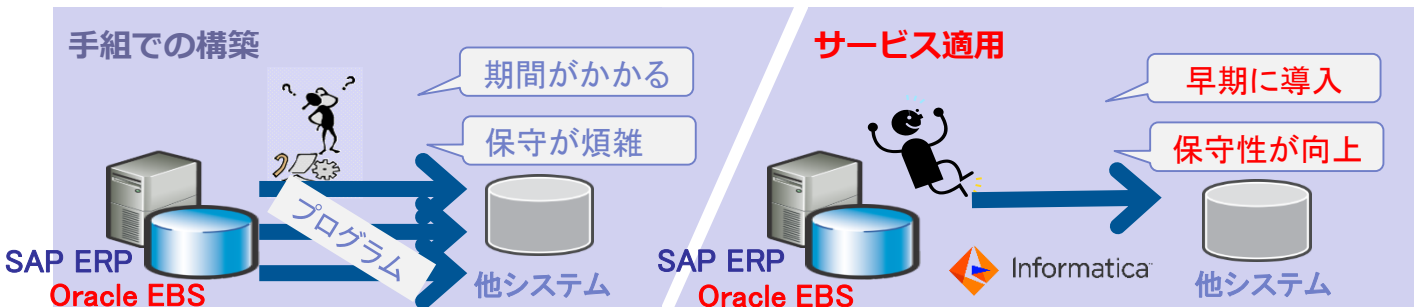 手組での構築
期間がかかる
保守が煩雑
? ?
プログラム
SAP ERP
Oracle EBS
他システム
サービス適用
早期に導入
保守性が向上
SAP ERP
Oracle EBS
Informatica™
他システム